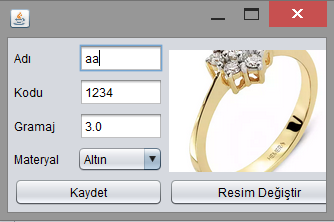 Adı aa
Kodu 1234
Gramaj 3.0
Materyal Altın
Kaydet Resim Değiştir